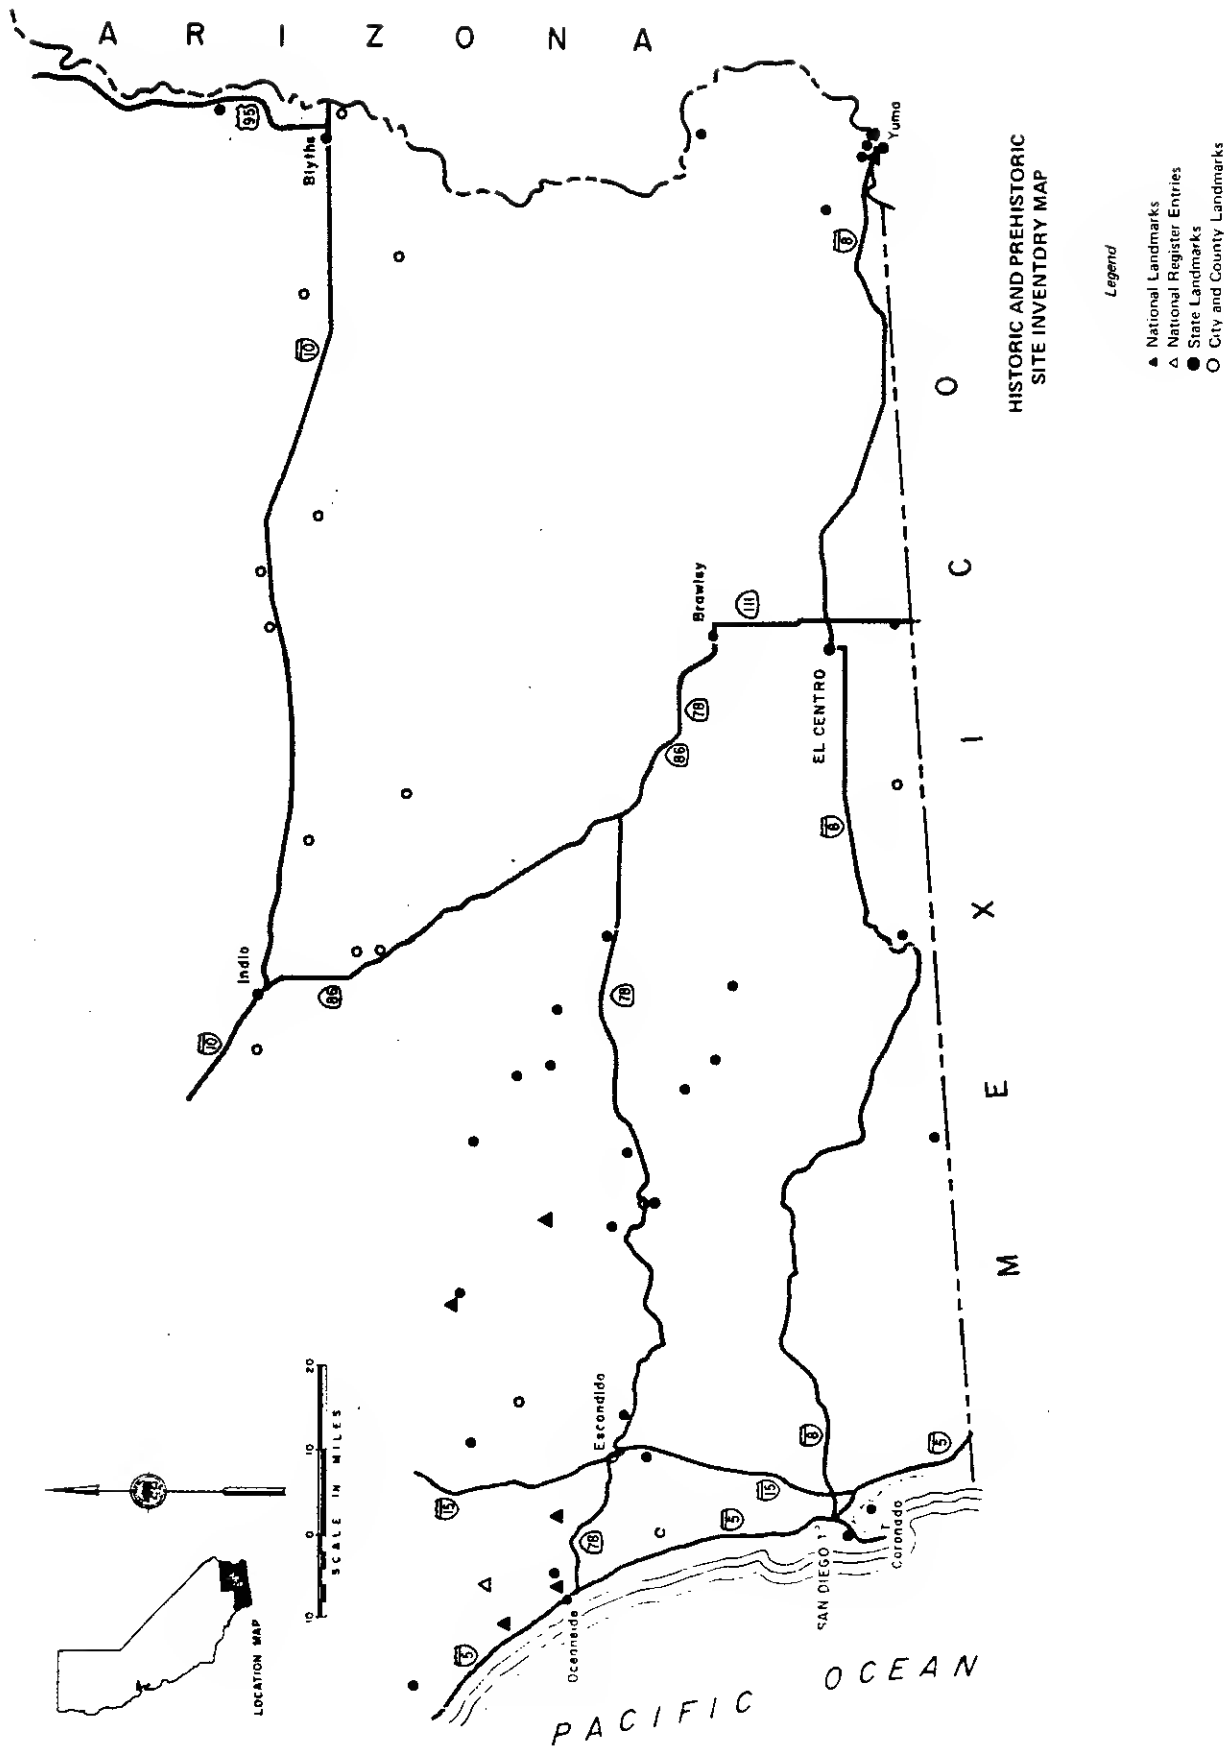 ARIZONA
95
Blythe
10
Indio
10
86
Yuma
8
Brawley
111
78
86
EL CENTRO
8
78
MEXICO
Escondido
15
78
5
15
8
5
5
Oceanside
SAN DIEGO
Coronado
PACIFIC OCEAN
10 0 10 20
SCALE IN MILES
LOCATION MAP
HISTORIC AND PREHISTORIC
SITE INVENTORY MAP
Legend
▲ National Landmarks
△ National Register Entries
● State Landmarks
○ City and County Landmarks